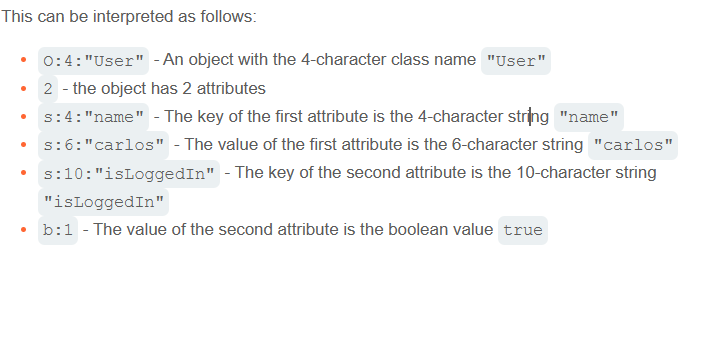 This can be interpreted as follows:
O:4:"User" - An object with the 4-character class name "User"
2 - the object has 2 attributes
s:4:"name" - The key of the first attribute is the 4-character string "name"
s:6:"carlos" - The value of the first attribute is the 6-character string "carlos"
s:10:"isLoggedIn" - The key of the second attribute is the 10-character string
"isLoggedIn"
b:1 - The value of the second attribute is the boolean value true